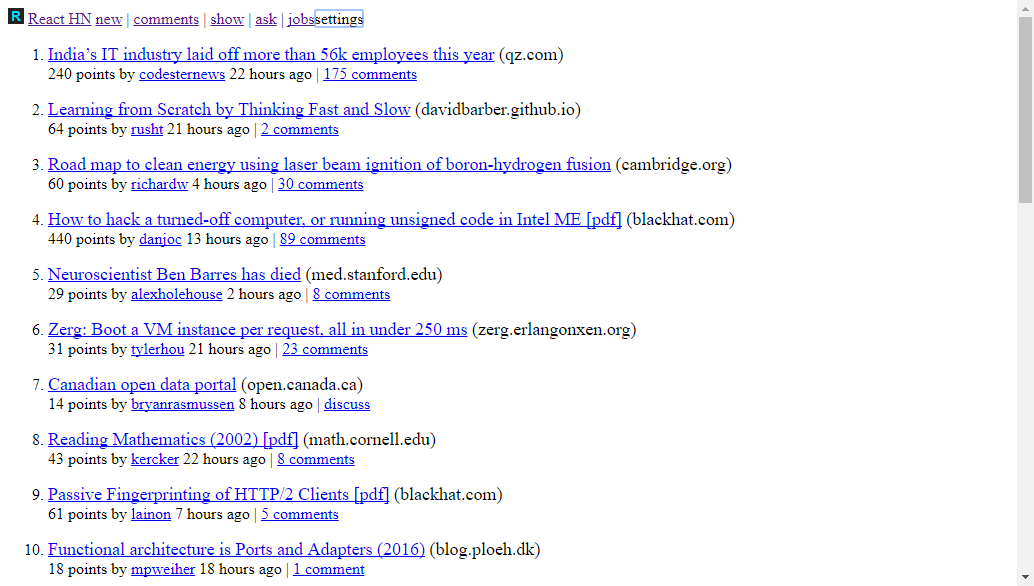 R React HN new | comments | show | ask | jobssettings
1. India’s IT industry laid off more than 56k employees this year (qz.com)
240 points by codesternews 22 hours ago | 175 comments
2. Learning from Scratch by Thinking Fast and Slow (davidbarber.github.io)
64 points by rusht 21 hours ago | 2 comments
3. Road map to clean energy using laser beam ignition of boron-hydrogen fusion (cambridge.org)
60 points by richardw 4 hours ago | 30 comments
4. How to hack a turned-off computer, or running unsigned code in Intel ME [pdf] (blackhat.com)
440 points by danjoc 13 hours ago | 89 comments
5. Neuroscientist Ben Barres has died (med.stanford.edu)
29 points by alexholehouse 2 hours ago | 8 comments
6. Zerg: Boot a VM instance per request, all in under 250 ms (zerg.erlangonxen.org)
31 points by tylerhou 21 hours ago | 23 comments
7. Canadian open data portal (open.canada.ca)
14 points by bryanrasmussen 8 hours ago | discuss
8. Reading Mathematics (2002) [pdf] (math.cornell.edu)
43 points by kercker 22 hours ago | 8 comments
9. Passive Fingerprinting of HTTP/2 Clients [pdf] (blackhat.com)
61 points by lainon 7 hours ago | 5 comments
10. Functional architecture is Ports and Adapters (2016) (blog.ploeh.dk)
18 points by mpweiher 18 hours ago | 1 comment